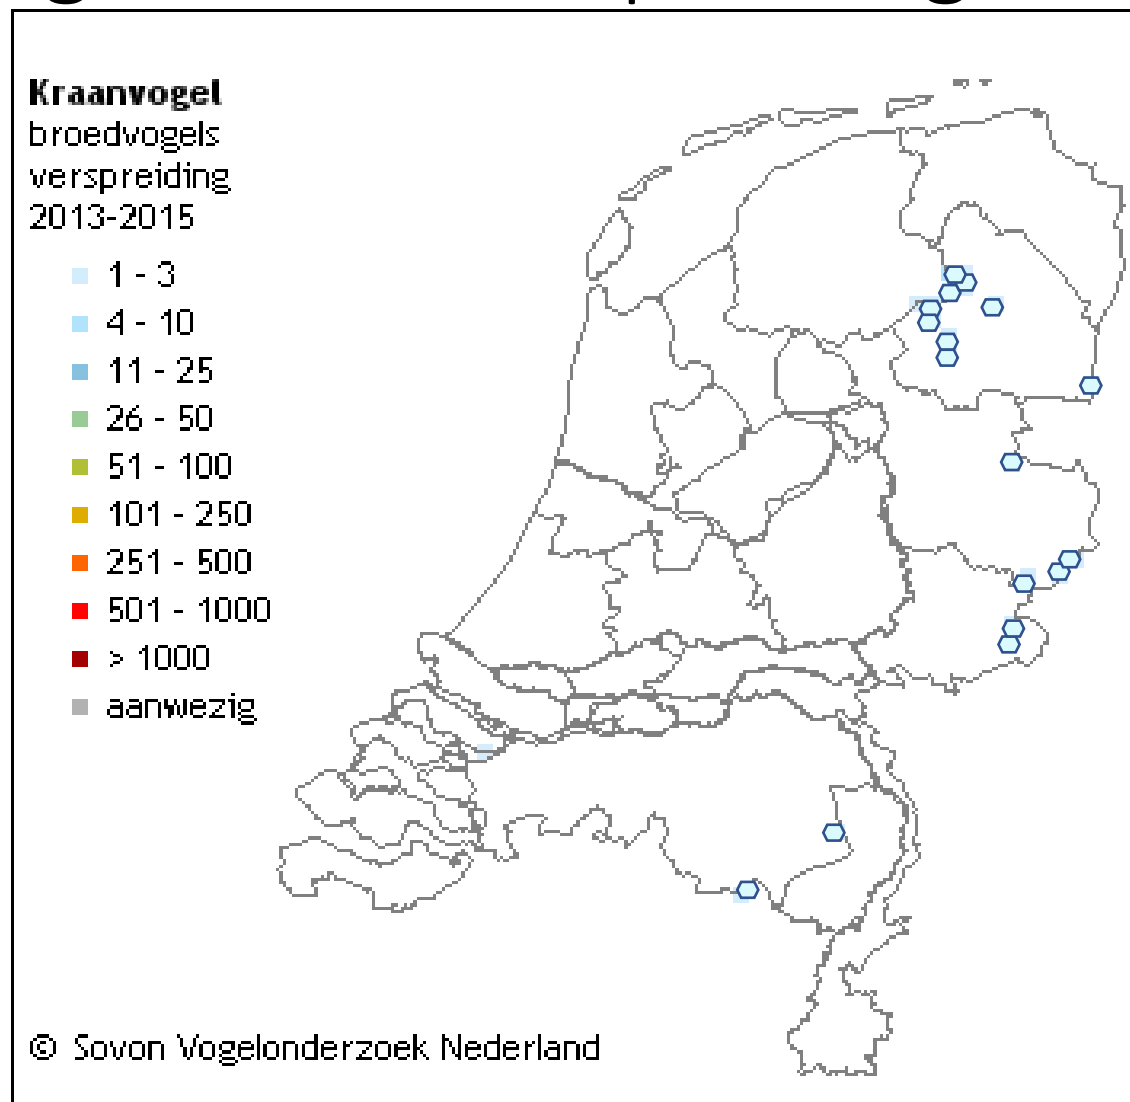 Kraanvogel
broedvogels
verspreiding
2013-2015
1 - 3
4 - 10
11 - 25
26 - 50
51 - 100
101 - 250
251 - 500
501 - 1000
> 1000
aanwezig
© Sovon Vogelonderzoek Nederland